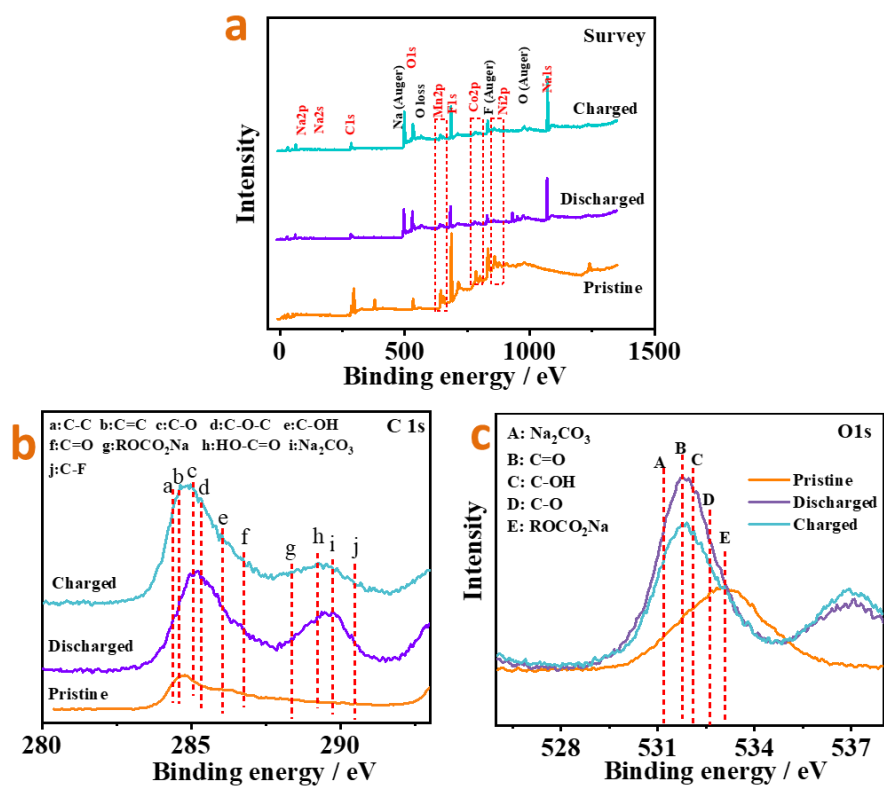 a
Survey
Na2p
Na2s
C1s
Na (Auger)
O1s
O loss
Mn2p
F1s
Co2p
F (Auger)
Ni2p
O (Auger)
Na1s
Charged
Discharged
Pristine
Intensity
0 500 1000 1500
Binding energy / eV
b
a:C-C b:C=C c:C-O d:C-O-C e:C-OH
f:C=O g:ROCO₂Na h:HO-C=O i:Na₂CO₃
j:C-F
C 1s
a b c d e f g h i j
Charged
Discharged
Pristine
Intensity
280 285 290
Binding energy / eV
c
O1s
A: Na₂CO₃
B: C=O
C: C-OH
D: C-O
E: ROCO₂Na
A B C D E
Pristine
Discharged
Charged
Intensity
528 531 534 537
Binding energy / eV